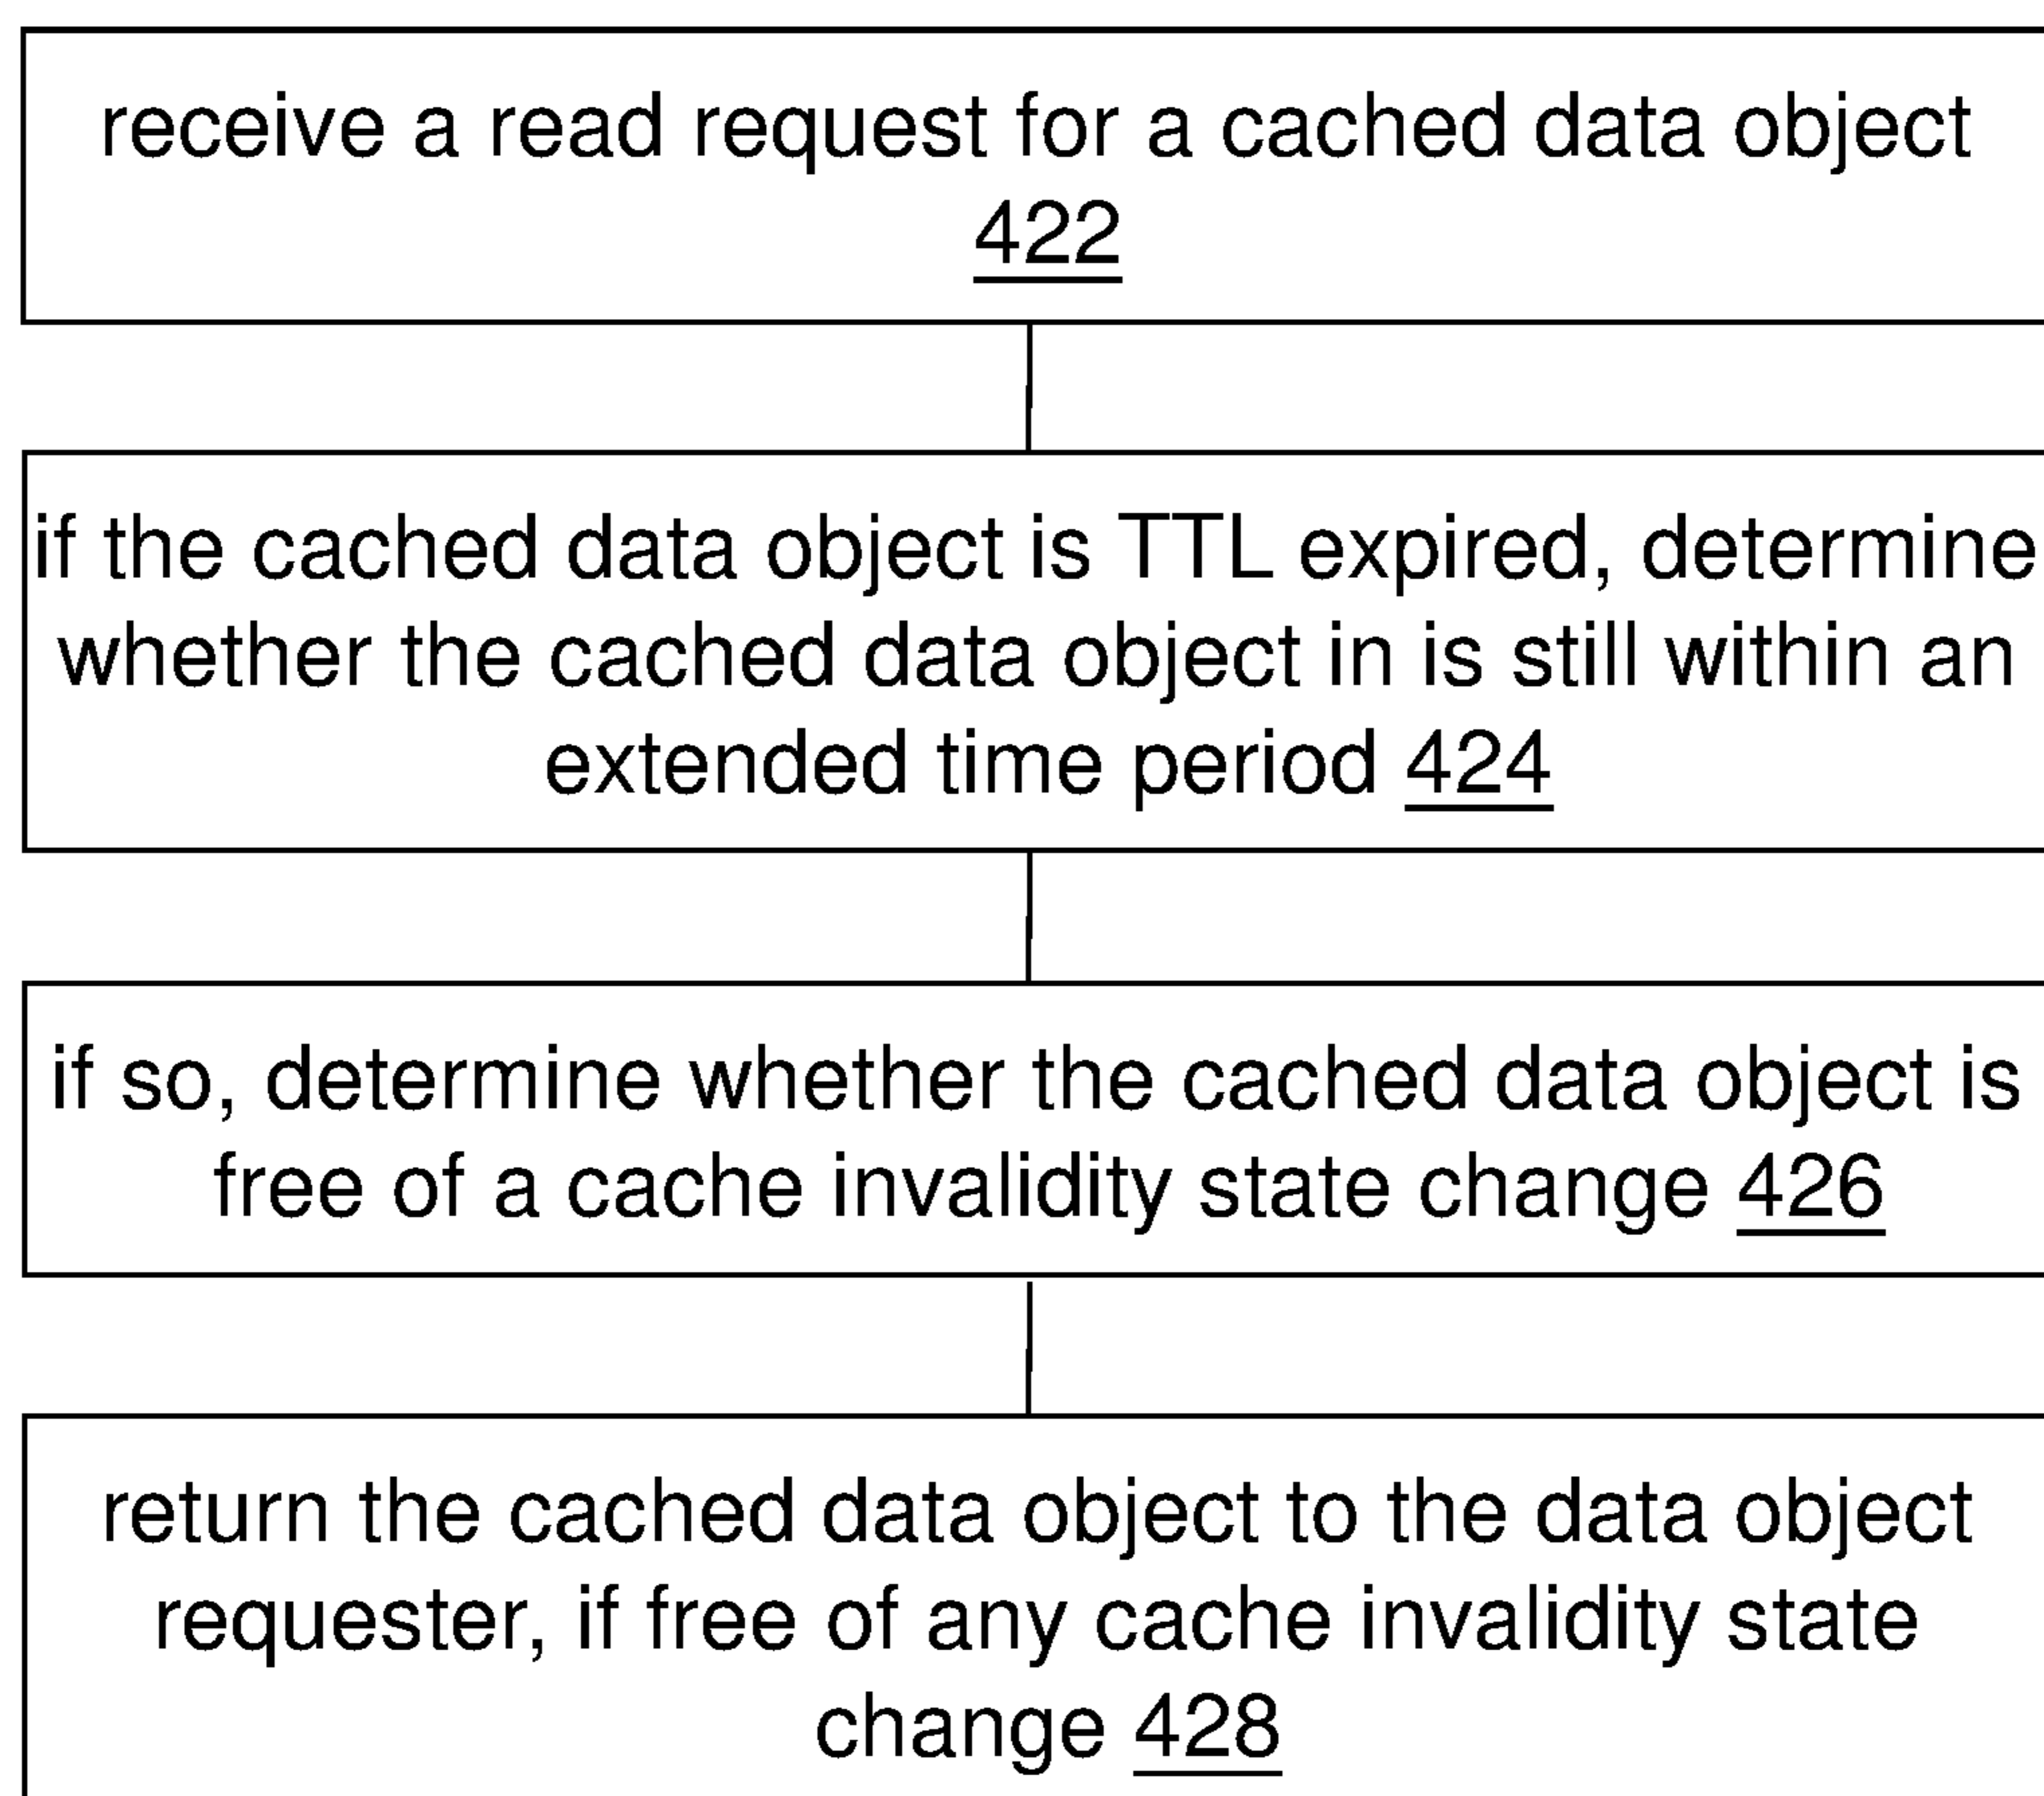 receive a read request for a cached data object
422
if the cached data object is TTL expired, determine
whether the cached data object in is still within an
extended time period 424
if so, determine whether the cached data object is
free of a cache invalidity state change 426
return the cached data object to the data object
requester, if free of any cache invalidity state
change 428